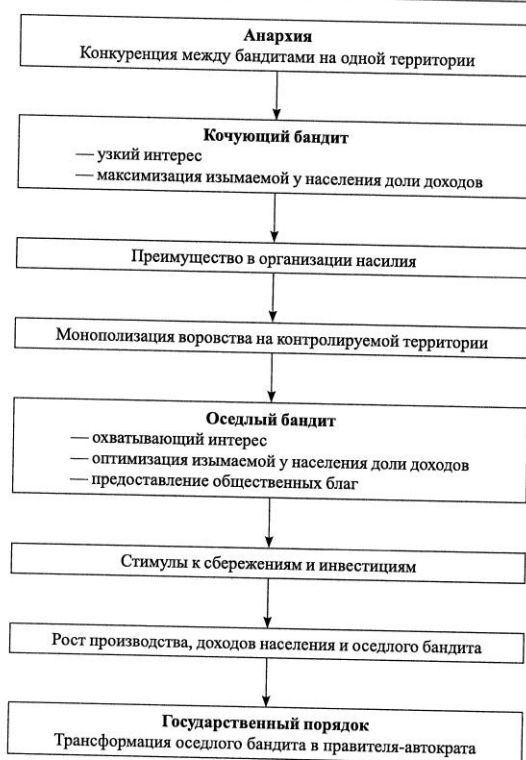 Анархия
Конкуренция между бандитами на одной территории
Кочующий бандит
— узкий интерес
— максимизация изымаемой у населения доли доходов
Преимущество в организации насилия
Монополизация воровства на контролируемой территории
Оседлый бандит
— охватывающий интерес
— оптимизация изымаемой у населения доли доходов
— предоставление общественных благ
Стимулы к сбережениям и инвестициям
Рост производства, доходов населения и оседлого бандита
Государственный порядок
Трансформация оседлого бандита в правителя-автократа